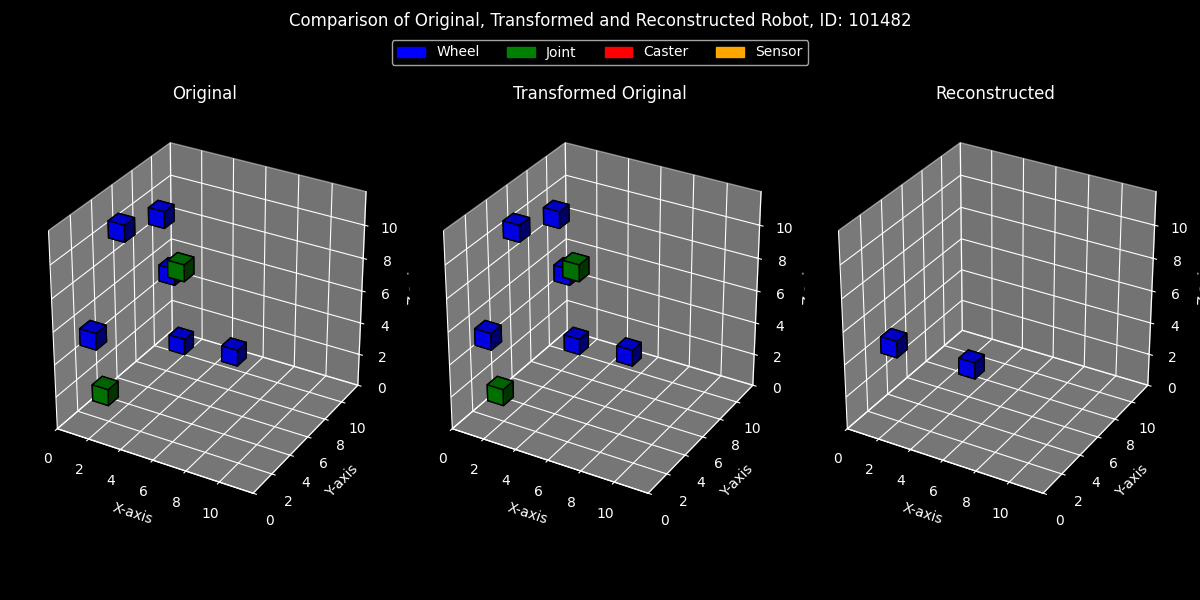 Comparison of Original, Transformed and Reconstructed Robot, ID: 101482
Wheel Joint Caster Sensor
Original Transformed Original Reconstructed
10 10 10
8 8 8
6 6 6
4 4 4
2 2 2
0 0 0
0 2 4 6 8 10 0 2 4 6 8 10 0 2 4 6 8 10
0 2 4 6 8 10 0 2 4 6 8 10 0 2 4 6 8 10
X-axis Y-axis X-axis Y-axis X-axis Y-axis